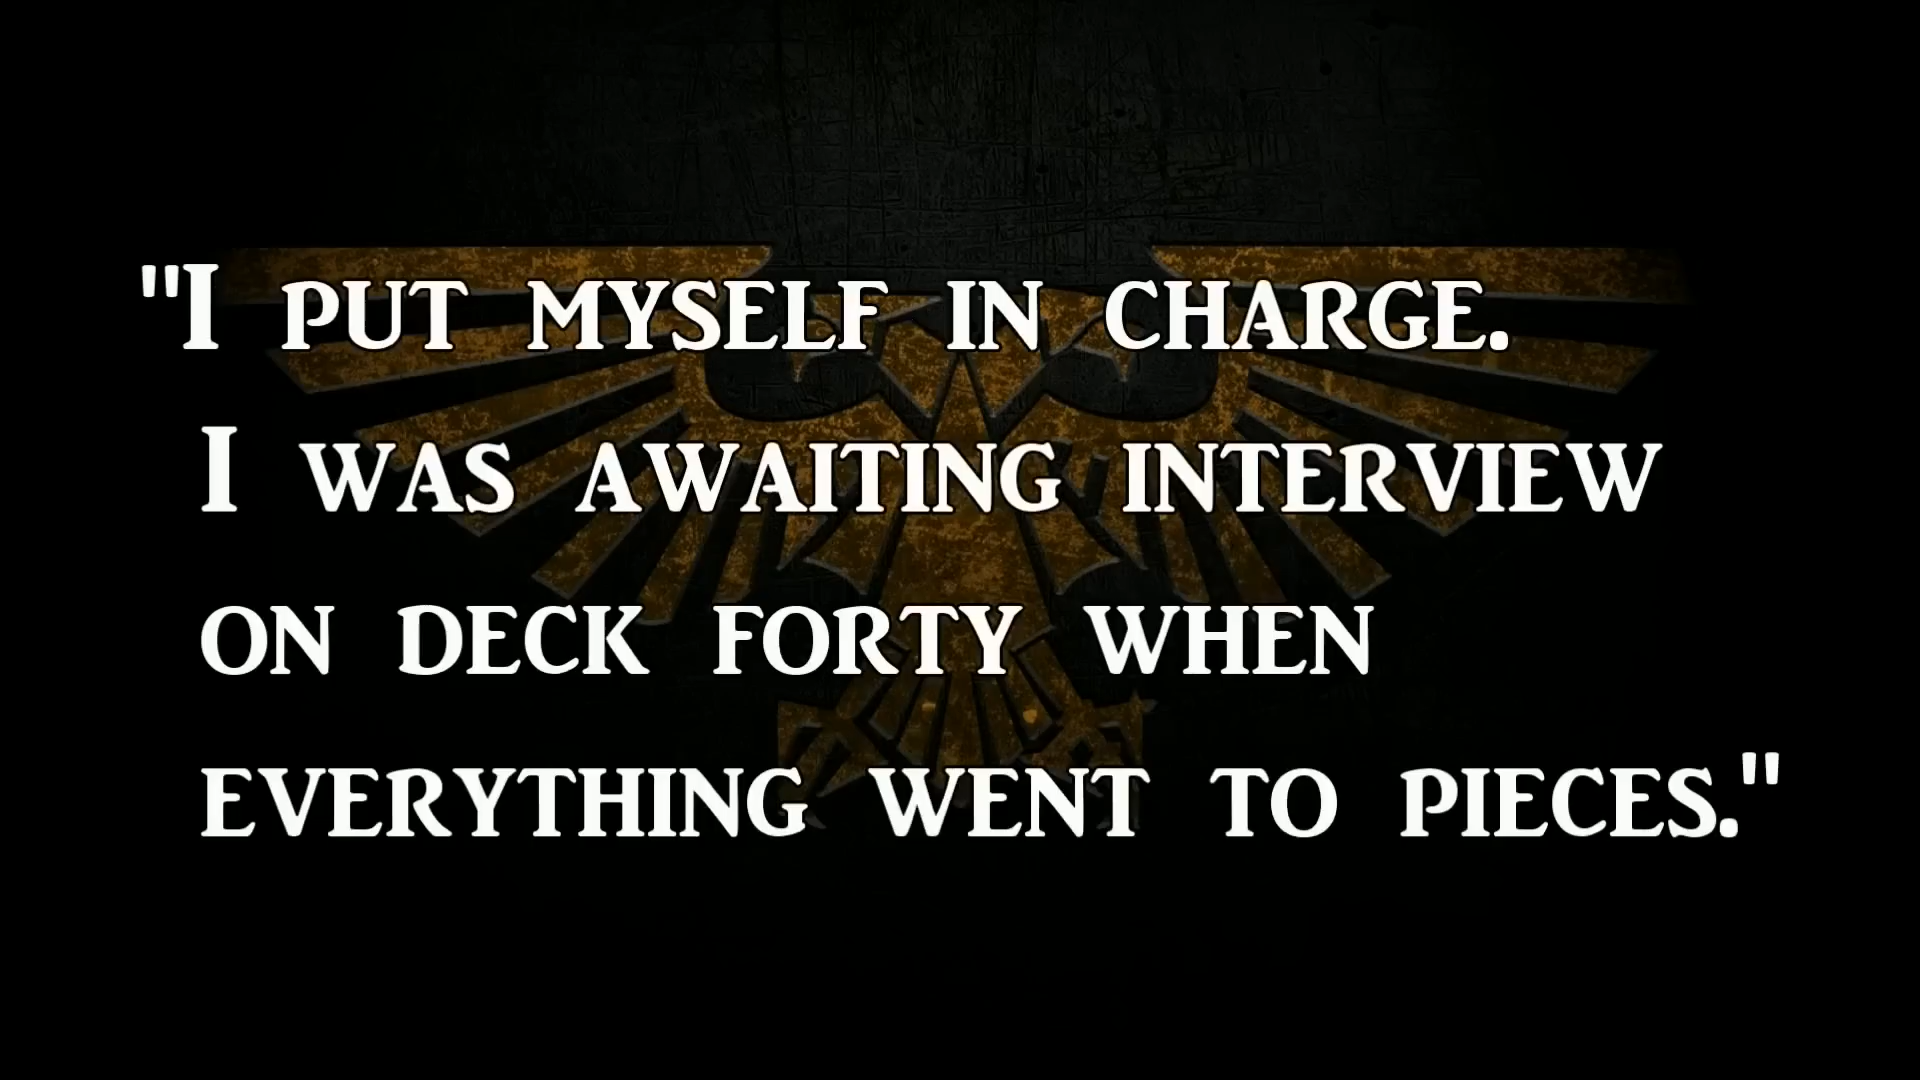 "I put myself in charge.
I was awaiting interview
on deck forty when
everything went to pieces."